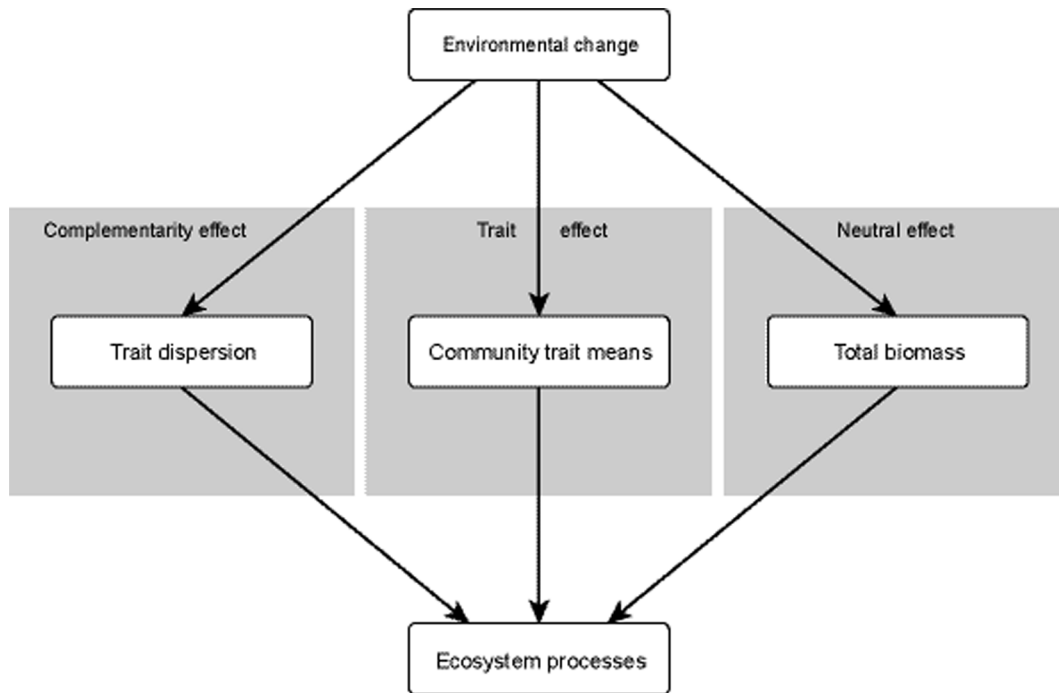 Environmental change
Complementarity effect
Trait effect
Neutral effect
Trait dispersion
Community trait means
Total biomass
Ecosystem processes